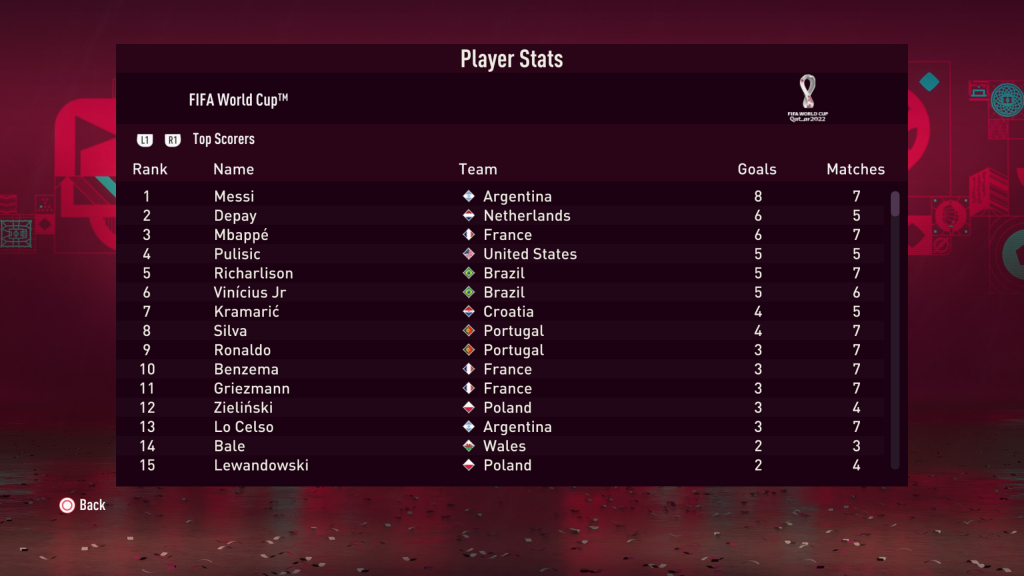 Player Stats
FIFA World Cup™
FIFA WORLD CUP
Qatar2022
L1 R1 Top Scorers
Rank Name Team Goals Matches
1 Messi Argentina 8 7
2 Depay Netherlands 6 5
3 Mbappé France 6 7
4 Pulisic United States 5 5
5 Richarlison Brazil 5 7
6 Vinícius Jr Brazil 5 6
7 Kramarić Croatia 4 5
8 Silva Portugal 4 7
9 Ronaldo Portugal 3 7
10 Benzema France 3 7
11 Griezmann France 3 7
12 Zieliński Poland 3 4
13 Lo Celso Argentina 3 7
14 Bale Wales 2 3
15 Lewandowski Poland 2 4
Back